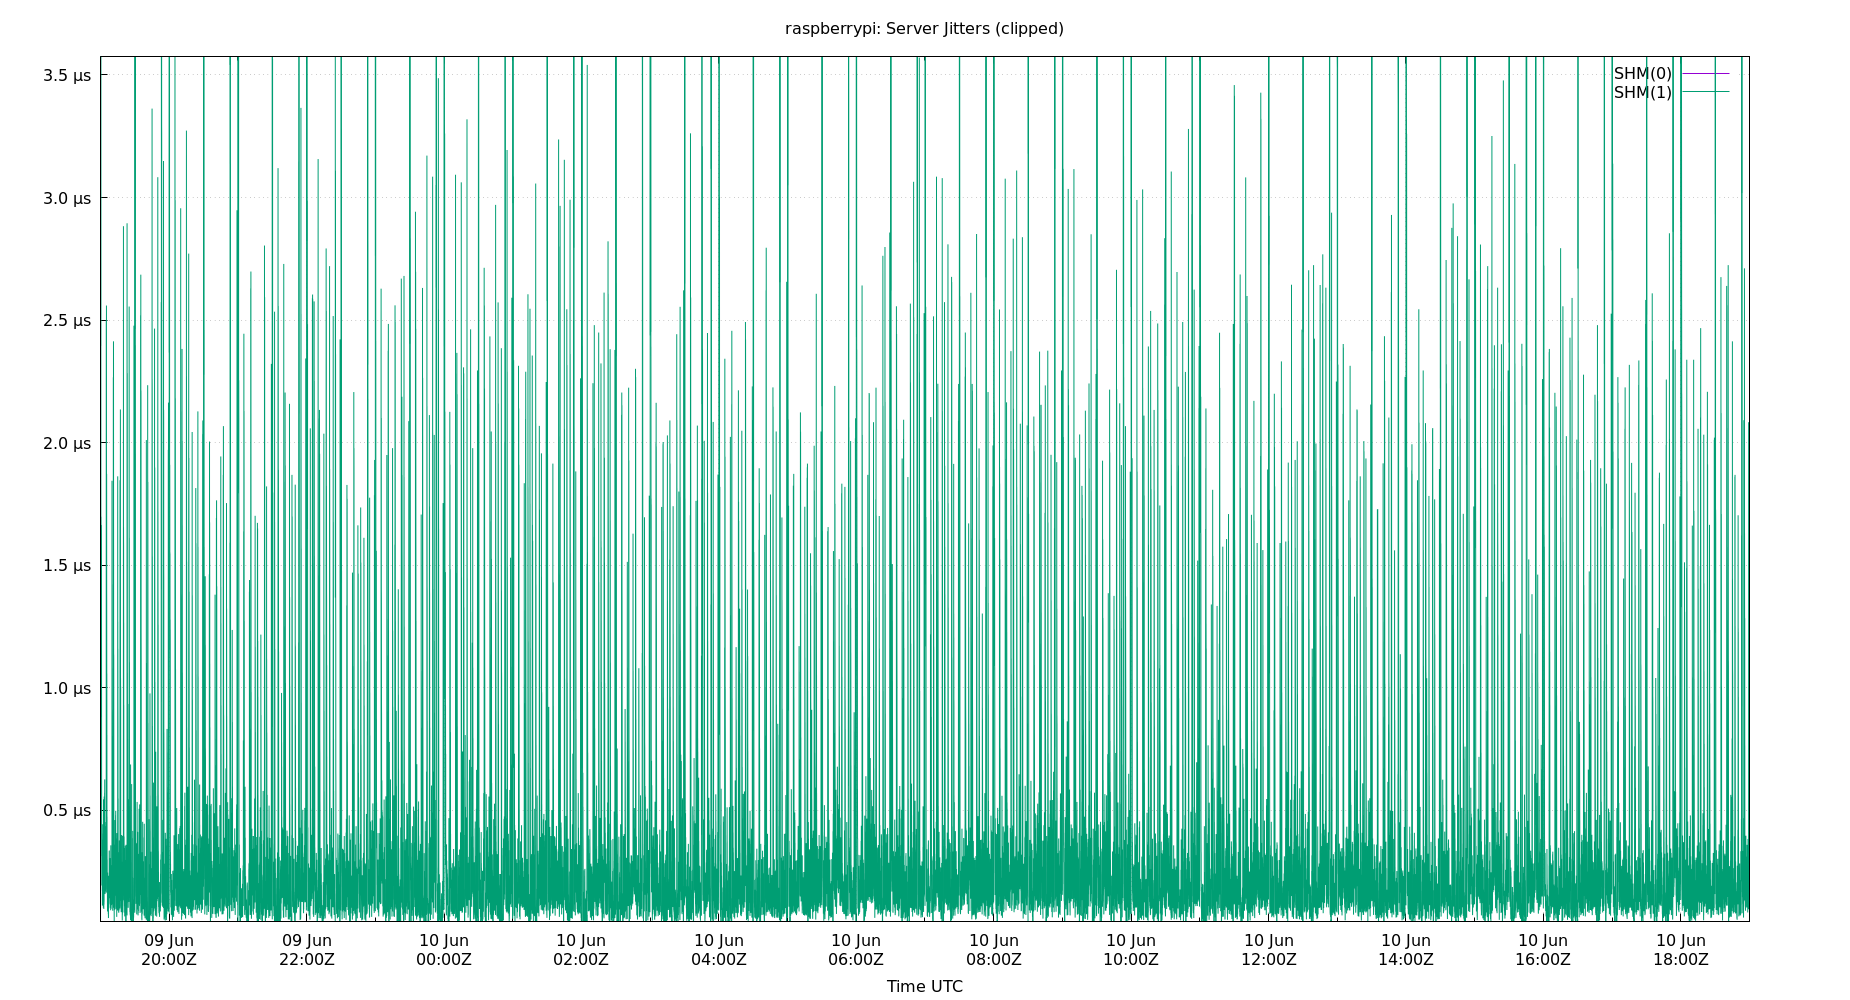 raspberrypi: Server Jitters (clipped)
3.5 µs
3.0 µs
2.5 µs
2.0 µs
1.5 µs
1.0 µs
0.5 µs
SHM(0)
SHM(1)
09 Jun 09 Jun 10 Jun 10 Jun 10 Jun 10 Jun 10 Jun 10 Jun 10 Jun 10 Jun 10 Jun 10 Jun
20:00Z 22:00Z 00:00Z 02:00Z 04:00Z 06:00Z 08:00Z 10:00Z 12:00Z 14:00Z 16:00Z 18:00Z
Time UTC